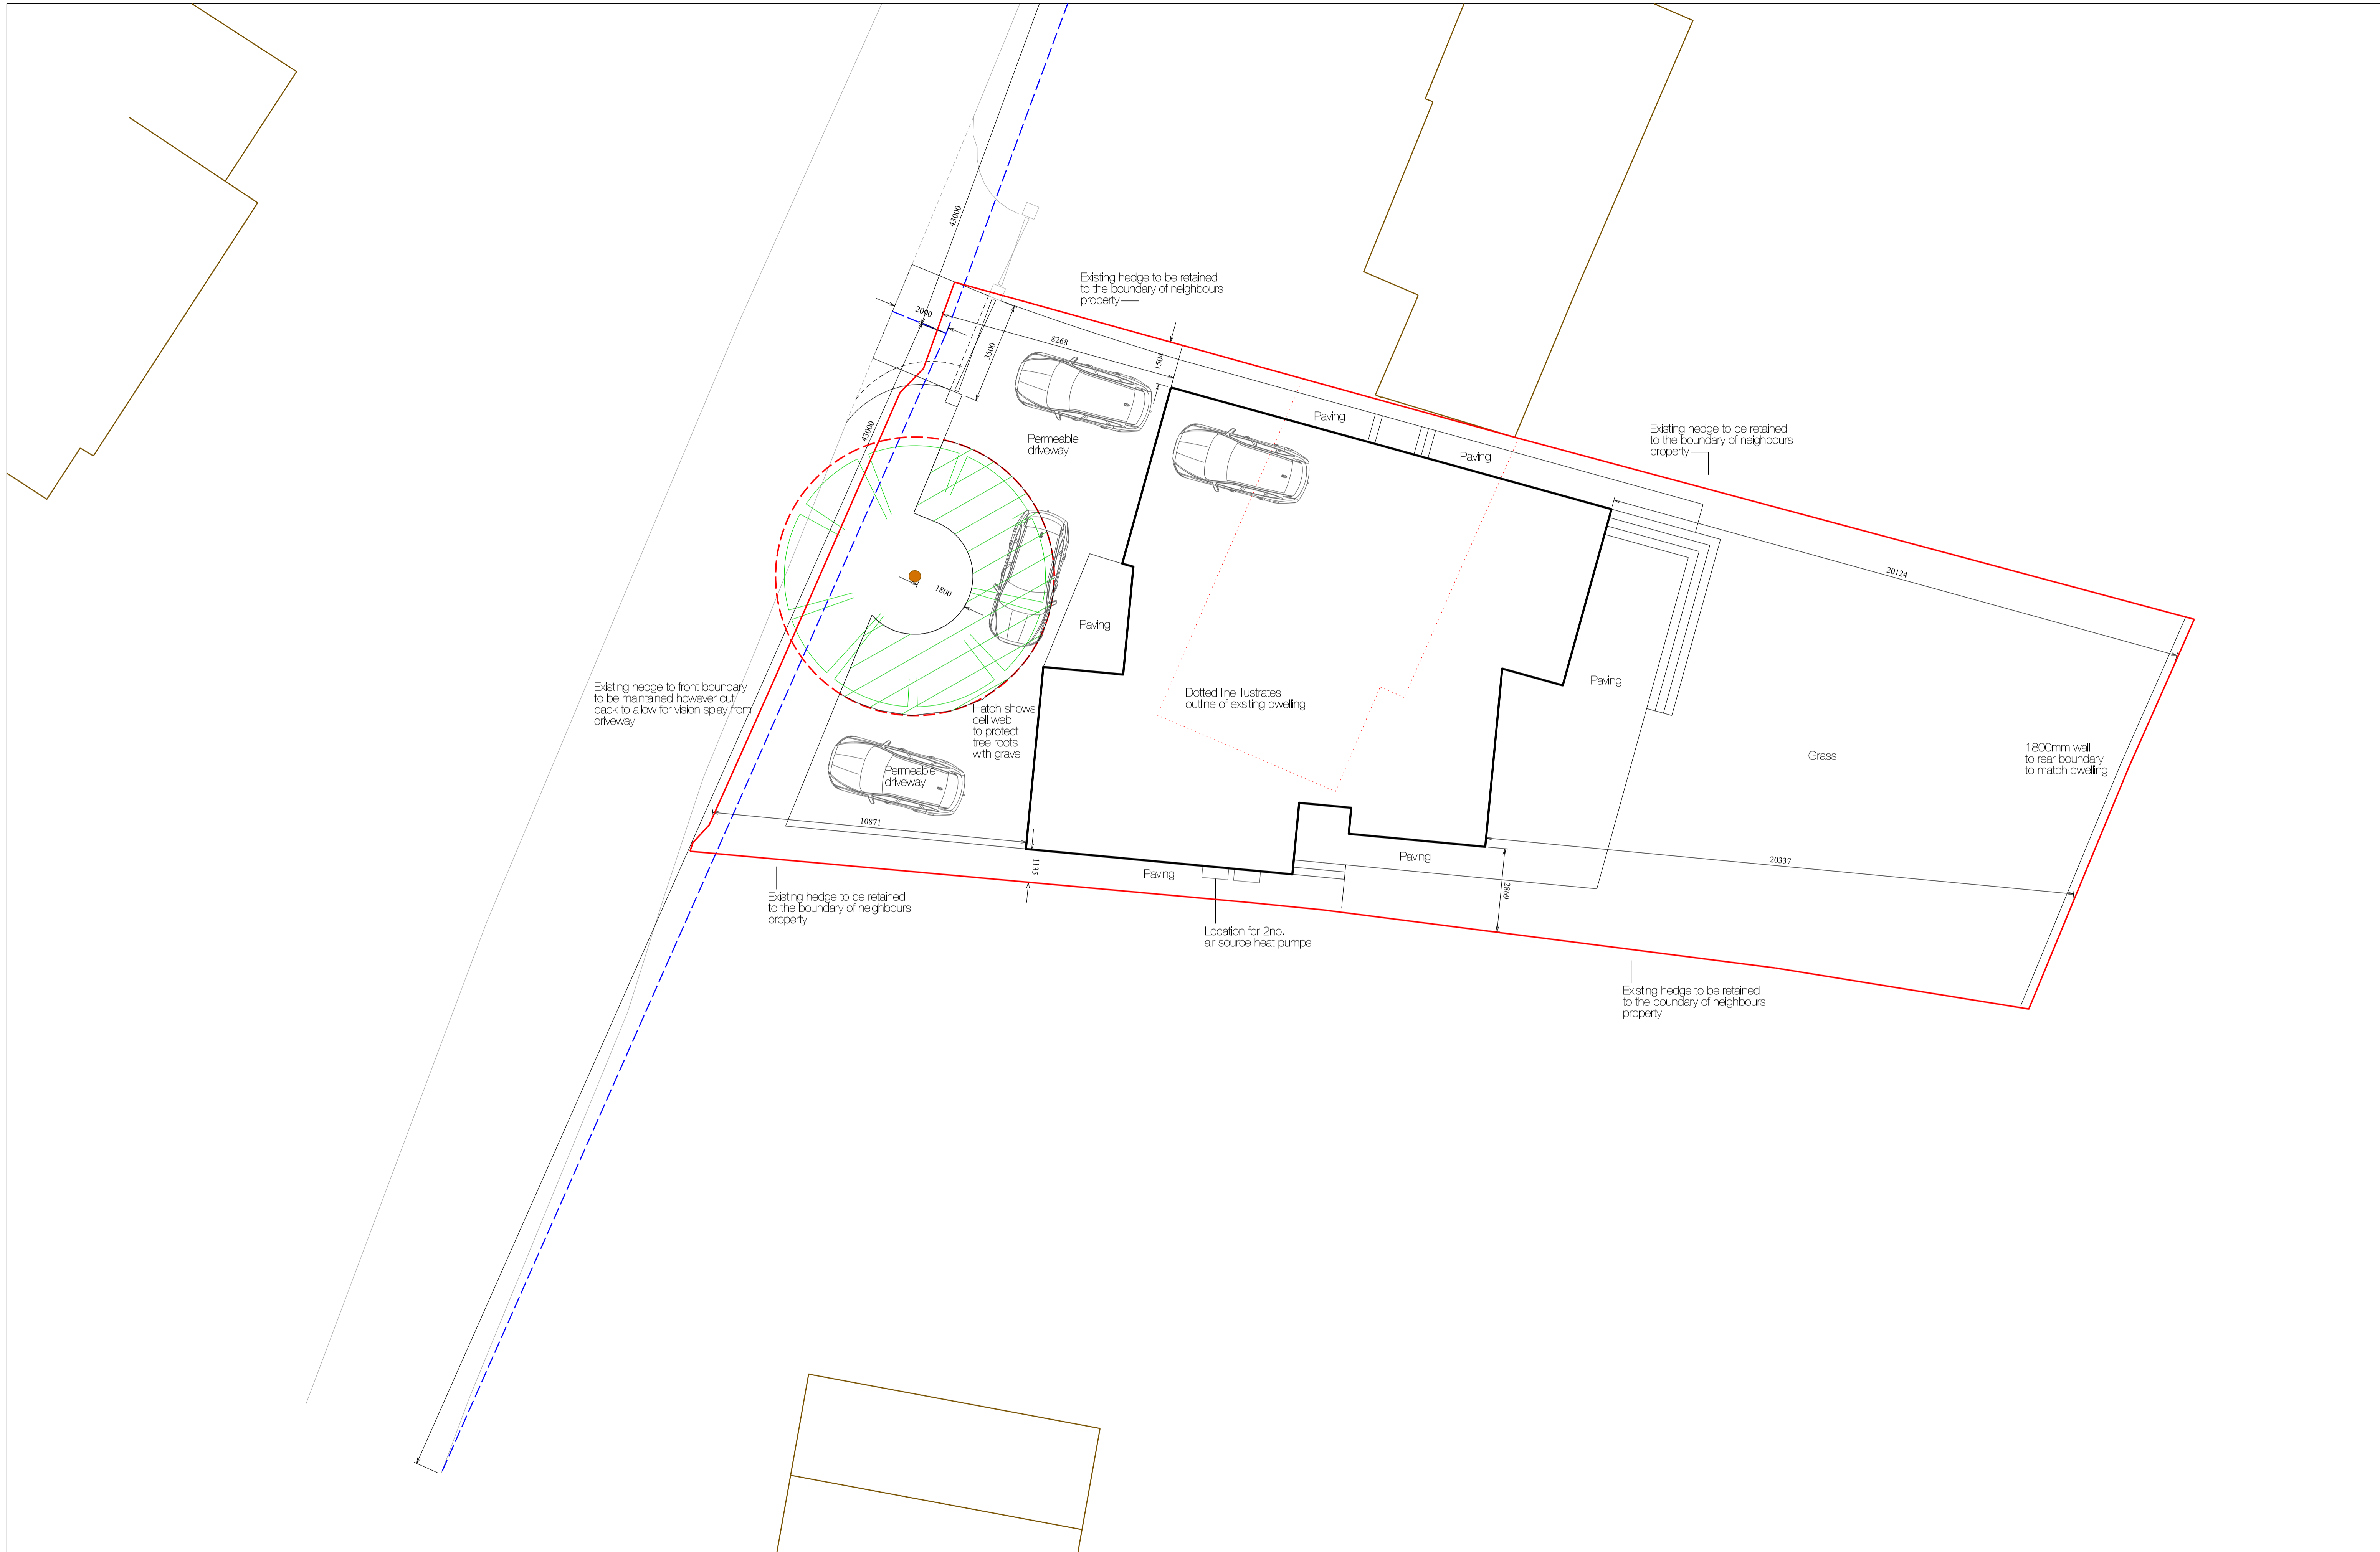 43000
Existing hedge to be retained
to the boundary of neighbours
property
2000
8268
3500
1504
43000
Permeable
driveway
Paving
Paving
Existing hedge to be retained
to the boundary of neighbours
property
20124
1800
Paving
Paving
Existing hedge to front boundary
to be maintained however cut
back to allow for vision splay from
driveway
Dotted line illustrates
outline of exsiting dwelling
Hatch shows
cell web
to protect
tree roots
with gravel
Permeable
driveway
Grass
1800mm wall
to rear boundary
to match dwelling
10871
1135
Paving
Paving
20337
2869
Existing hedge to be retained
to the boundary of neighbours
property
Location for 2no.
air source heat pumps
Existing hedge to be retained
to the boundary of neighbours
property